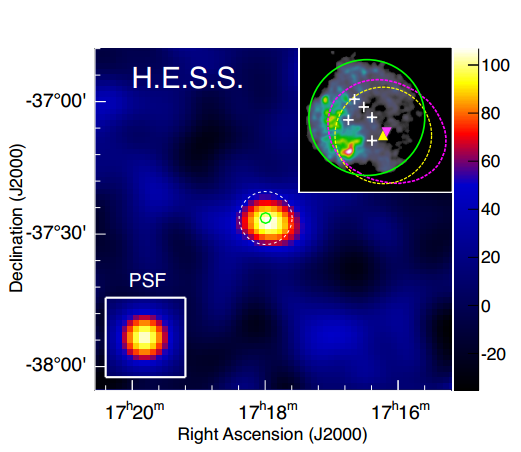 H.E.S.S.
100
80
60
40
20
0
-20
-37°00'
-37°30'
-38°00'
Declination (J2000)
PSF
17h20m
17h18m
17h16m
Right Ascension (J2000)